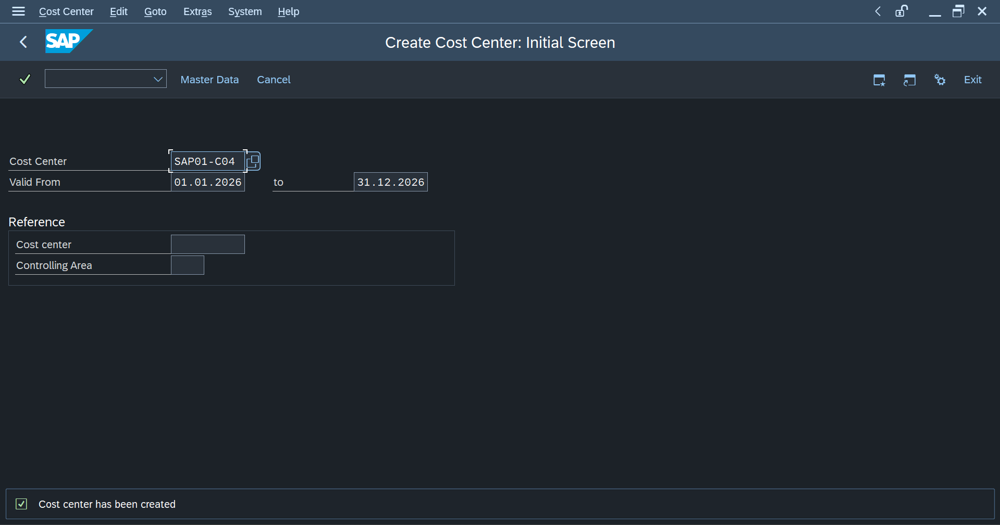 Cost Center Edit Goto Extras System Help
SAP Create Cost Center: Initial Screen
Master Data Cancel Exit
Cost Center SAP01-C04
Valid From 01.01.2026 to 31.12.2026
Reference
Cost center
Controlling Area
Cost center has been created